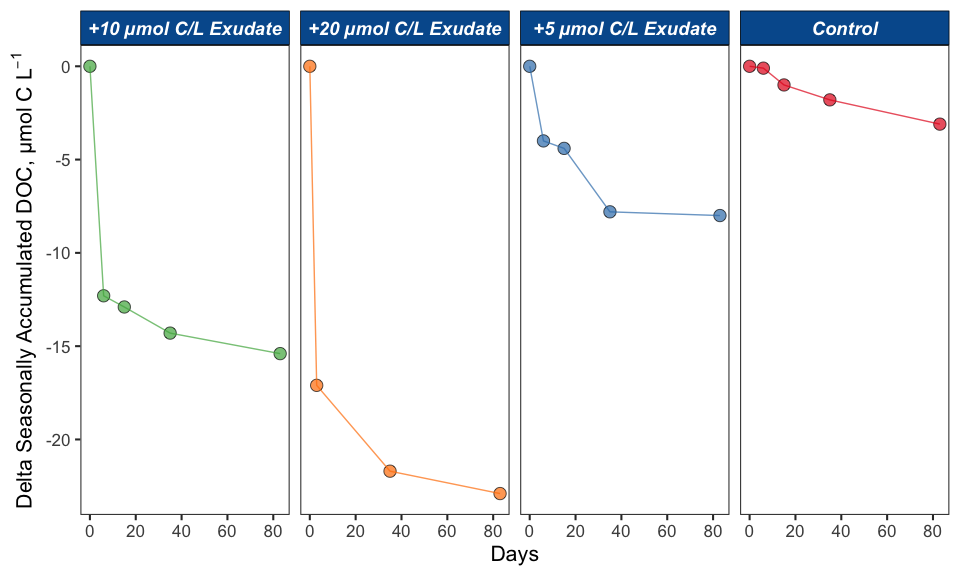 +10 µmol C/L Exudate
+20 µmol C/L Exudate
+5 µmol C/L Exudate
Control
Delta Seasonally Accumulated DOC, µmol C L⁻¹
0
-5
-10
-15
-20
0 20 40 60 80
0 20 40 60 80
0 20 40 60 80
0 20 40 60 80
Days